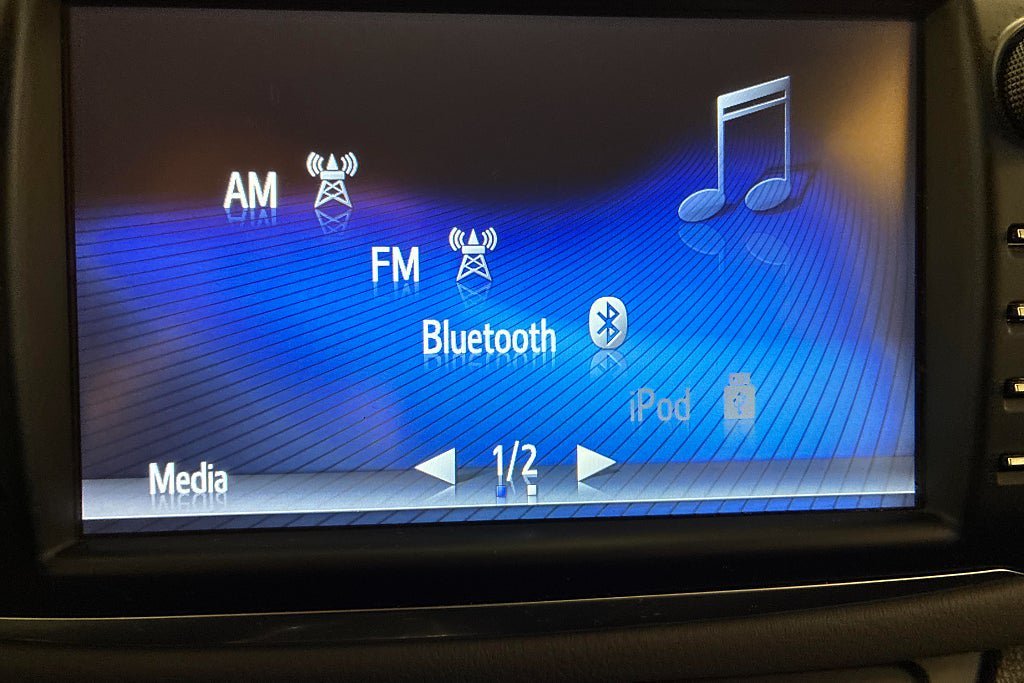 AM
FM
Bluetooth
iPod
Media
1/2